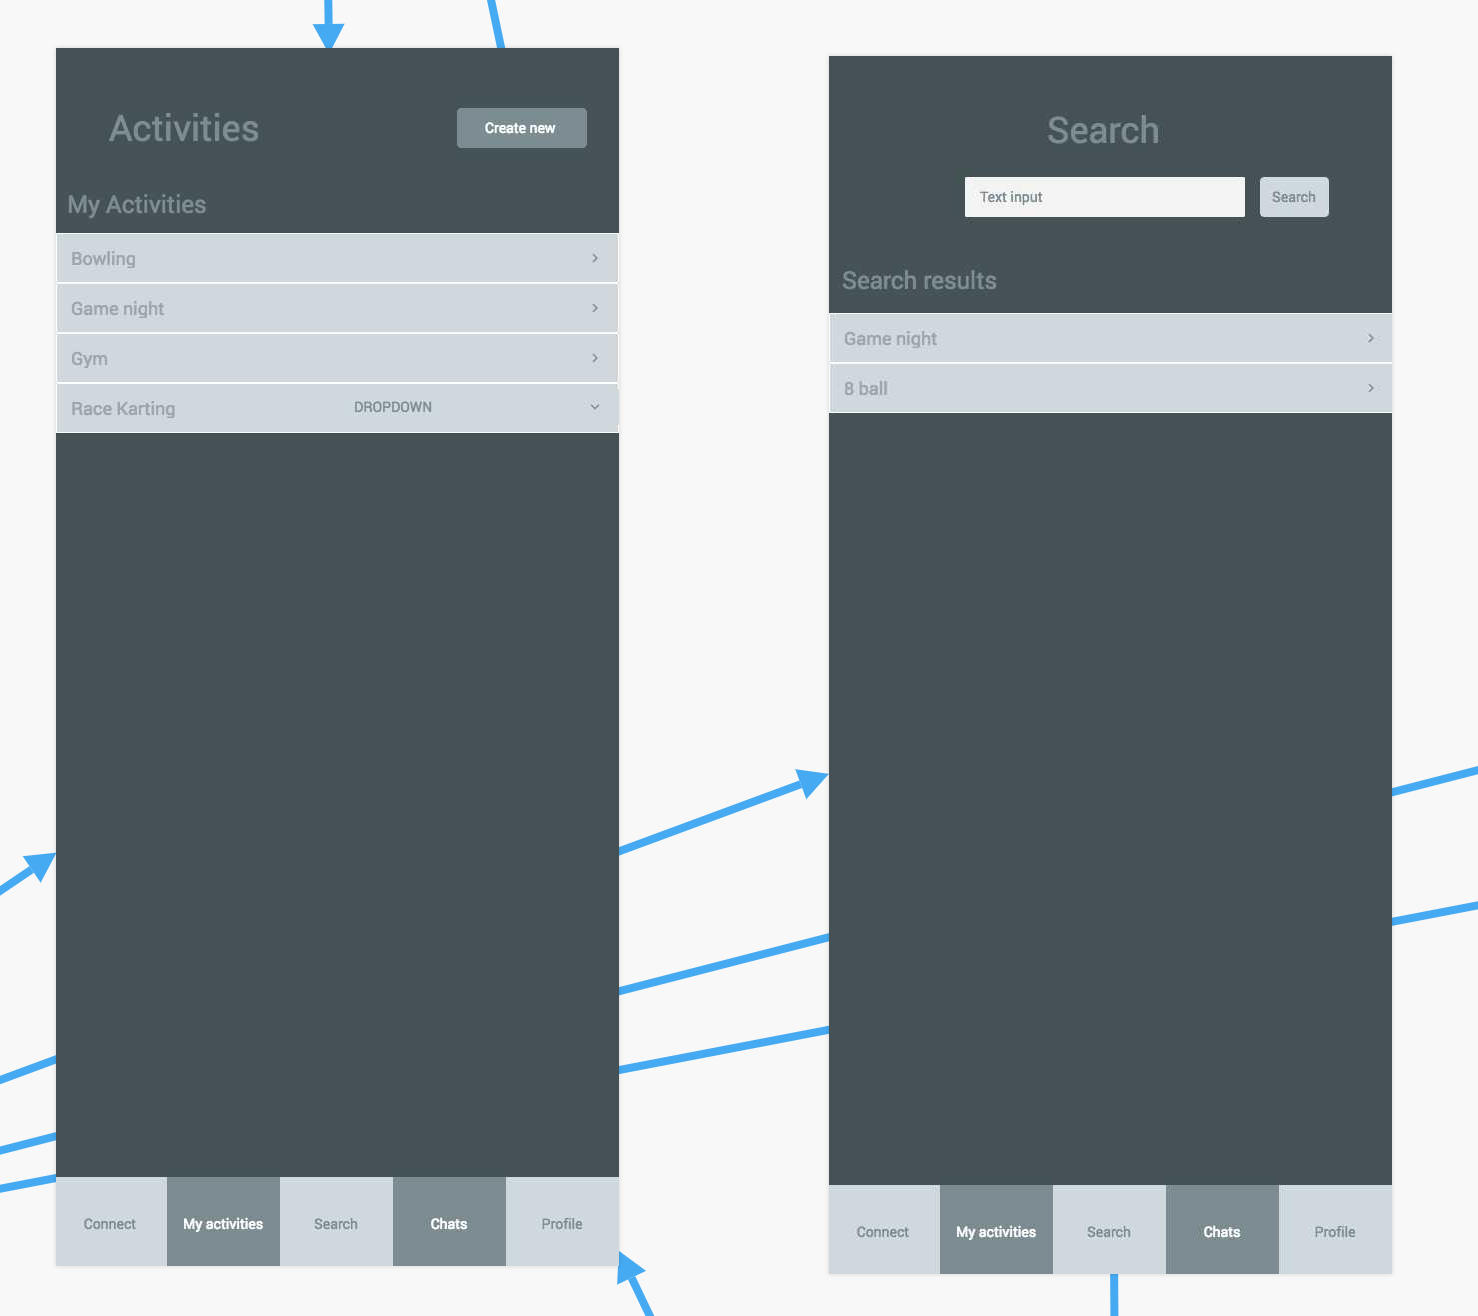 Activities
Create new
My Activities
Bowling
Game night
Gym
Race Karting DROPDOWN
Connect My activities Search Chats Profile
Search
Text input Search
Search results
Game night
8 ball
Connect My activities Search Chats Profile